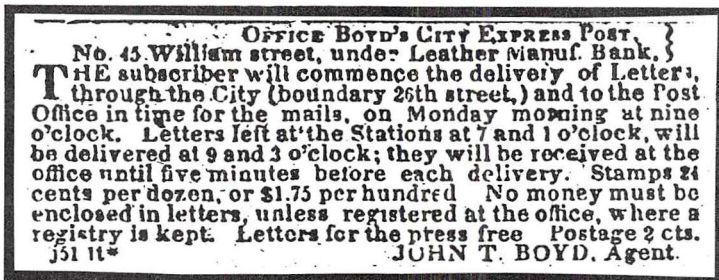 OFFICE BOYD'S CITY EXPRESS POST, }
No. 45 William street, under Leather Manuf. Bank. }
THE subscriber will commence the delivery of Letters,
through the City (boundary 26th street,) and to the Post
Office in time for the mails, on Monday morning at nine
o'clock. Letters left at the Stations at 7 and 1 o'clock, will
be delivered at 9 and 3 o'clock; they will be received at the
office until five minutes before each delivery. Stamps 24
cents per dozen, or $1.75 per hundred No money must be
enclosed in letters, unless registered at the office, where a
registry is kept. Letters for the press free Postage 2 cts.
JOHN T. BOYD, Agent.